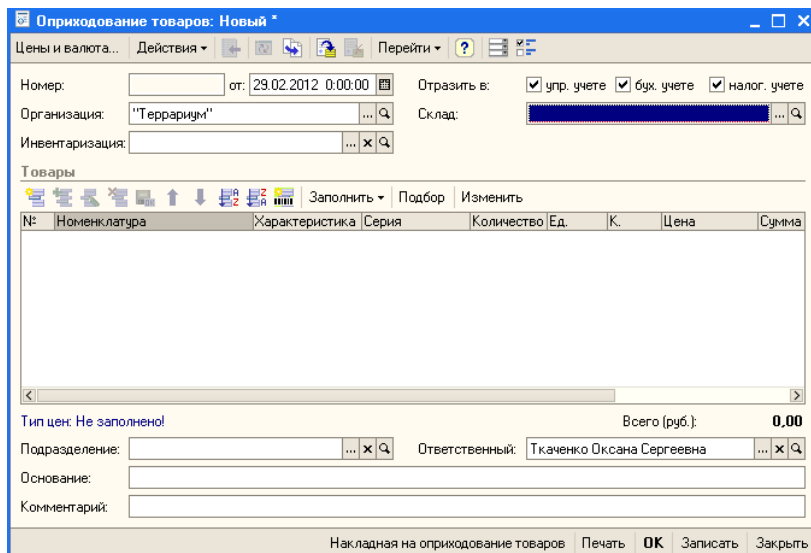 Оприходование товаров: Новый *
Цены и валюта... Действия Перейти ?
Номер: от: 29.02.2012 0:00:00 Отразить в: упр. учете бух. учете налог. учете
Организация: "Террариум" ... Склад: ...
Инвентаризация: ... x
Товары
Заполнить Подбор Изменить
№ Номенклатура Характеристика Серия Количество Ед. К. Цена Сумма
Тип цен: Не заполнено! Всего (руб.): 0,00
Подразделение: ... x Ответственный: Ткаченко Оксана Сергеевна ... x
Основание:
Комментарий:
Накладная на оприходование товаров Печать OK Записать Закрыть